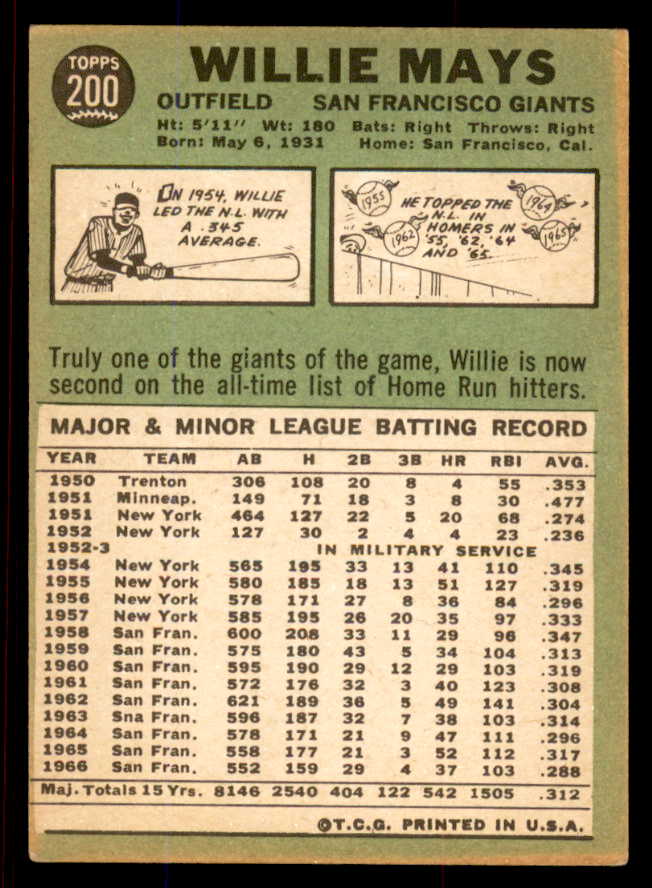 TOPPS
200
WILLIE MAYS
OUTFIELD SAN FRANCISCO GIANTS
Ht: 5'11" Wt: 180 Bats: Right Throws: Right
Born: May 6, 1931 Home: San Francisco, Cal.
IN 1954, WILLIE
LED THE N.L. WITH
A .345
AVERAGE.
1955
1962
1964
1965
HE TOPPED THE
N.L. IN
HOMERS IN
'55, '62, '64
AND '65.
Truly one of the giants of the game, Willie is now
second on the all-time list of Home Run hitters.
MAJOR & MINOR LEAGUE BATTING RECORD
YEAR TEAM AB H 2B 3B HR RBI AVG.
1950 Trenton 306 108 20 8 4 55 .353
1951 Minneap. 149 71 18 3 8 30 .477
1951 New York 464 127 22 5 20 68 .274
1952 New York 127 30 2 4 4 23 .236
1952-3 IN MILITARY SERVICE
1954 New York 565 195 33 13 41 110 .345
1955 New York 580 185 18 13 51 127 .319
1956 New York 578 171 27 8 36 84 .296
1957 New York 585 195 26 20 35 97 .333
1958 San Fran. 600 208 33 11 29 96 .347
1959 San Fran. 575 180 43 5 34 104 .313
1960 San Fran. 595 190 29 12 29 103 .319
1961 San Fran. 572 176 32 3 40 123 .308
1962 San Fran. 621 189 36 5 49 141 .304
1963 Sna Fran. 596 187 32 7 38 103 .314
1964 San Fran. 578 171 21 9 47 111 .296
1965 San Fran. 558 177 21 3 52 112 .317
1966 San Fran. 552 159 29 4 37 103 .288
Maj. Totals 15 Yrs. 8146 2540 404 122 542 1505 .312
©T.C.G. PRINTED IN U.S.A.